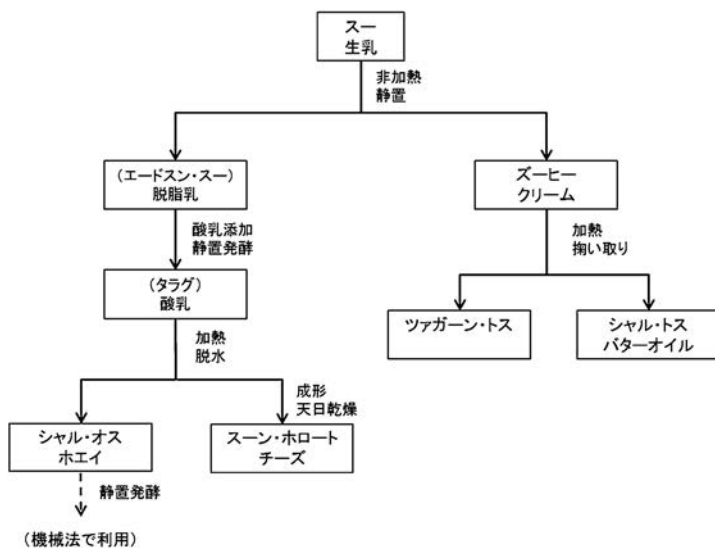 スー
生乳
非加熱
静置
（エードスン・スー）
脱脂乳
ズーヒー
クリーム
酸乳添加
静置発酵
加熱
掬い取り
（タラグ）
酸乳
ツァガーン・トス
シャル・トス
バターオイル
加熱
脱水
成形
天日乾燥
シャル・オス
ホエイ
スーン・ホロート
チーズ
静置発酵
（機械法で利用）